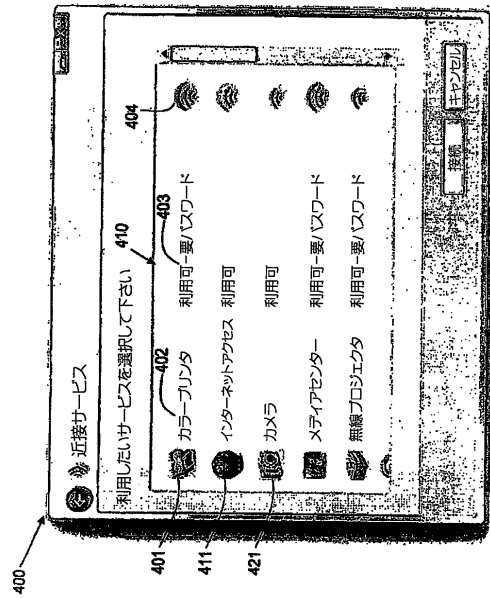 400
近接サービス
利用したいサービスを選択して下さい
410
402
403
404
カラープリンタ 利用可-要パスワード
インターネットアクセス 利用可
カメラ 利用可
メディアセンター 利用可-要パスワード
無線プロジェクタ 利用可-要パスワード
401
411
421
接続 キャンセル